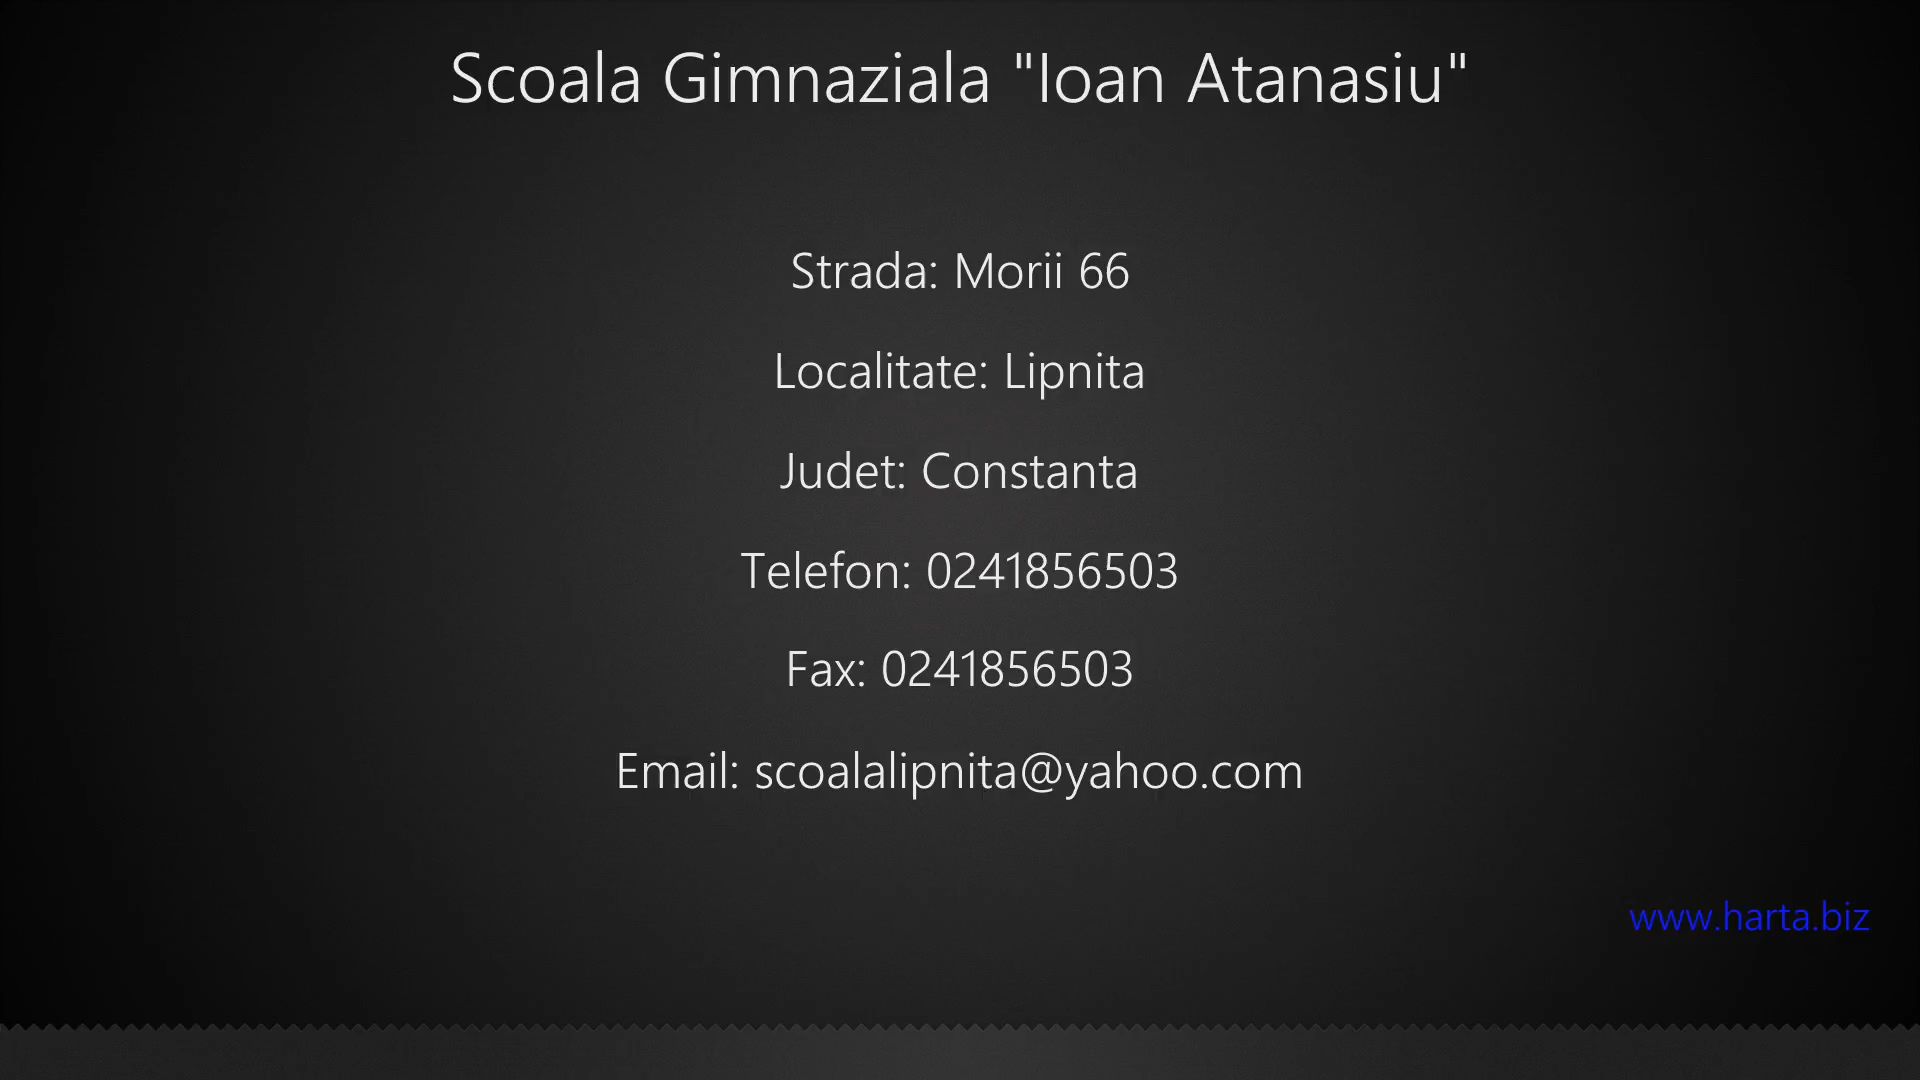 Scoala Gimnaziala "Ioan Atanasiu"
Strada: Morii 66
Localitate: Lipnita
Judet: Constanta
Telefon: 0241856503
Fax: 0241856503
Email: scoalalipnita@yahoo.com
www.harta.biz